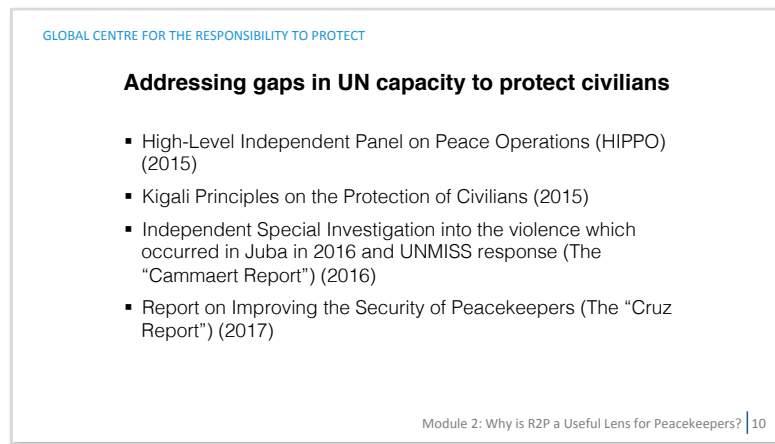 GLOBAL CENTRE FOR THE RESPONSIBILITY TO PROTECT
Addressing gaps in UN capacity to protect civilians
▪ High-Level Independent Panel on Peace Operations (HIPPO)
(2015)
▪ Kigali Principles on the Protection of Civilians (2015)
▪ Independent Special Investigation into the violence which
occurred in Juba in 2016 and UNMISS response (The
“Cammaert Report”) (2016)
▪ Report on Improving the Security of Peacekeepers (The “Cruz
Report”) (2017)
Module 2: Why is R2P a Useful Lens for Peacekeepers? 10